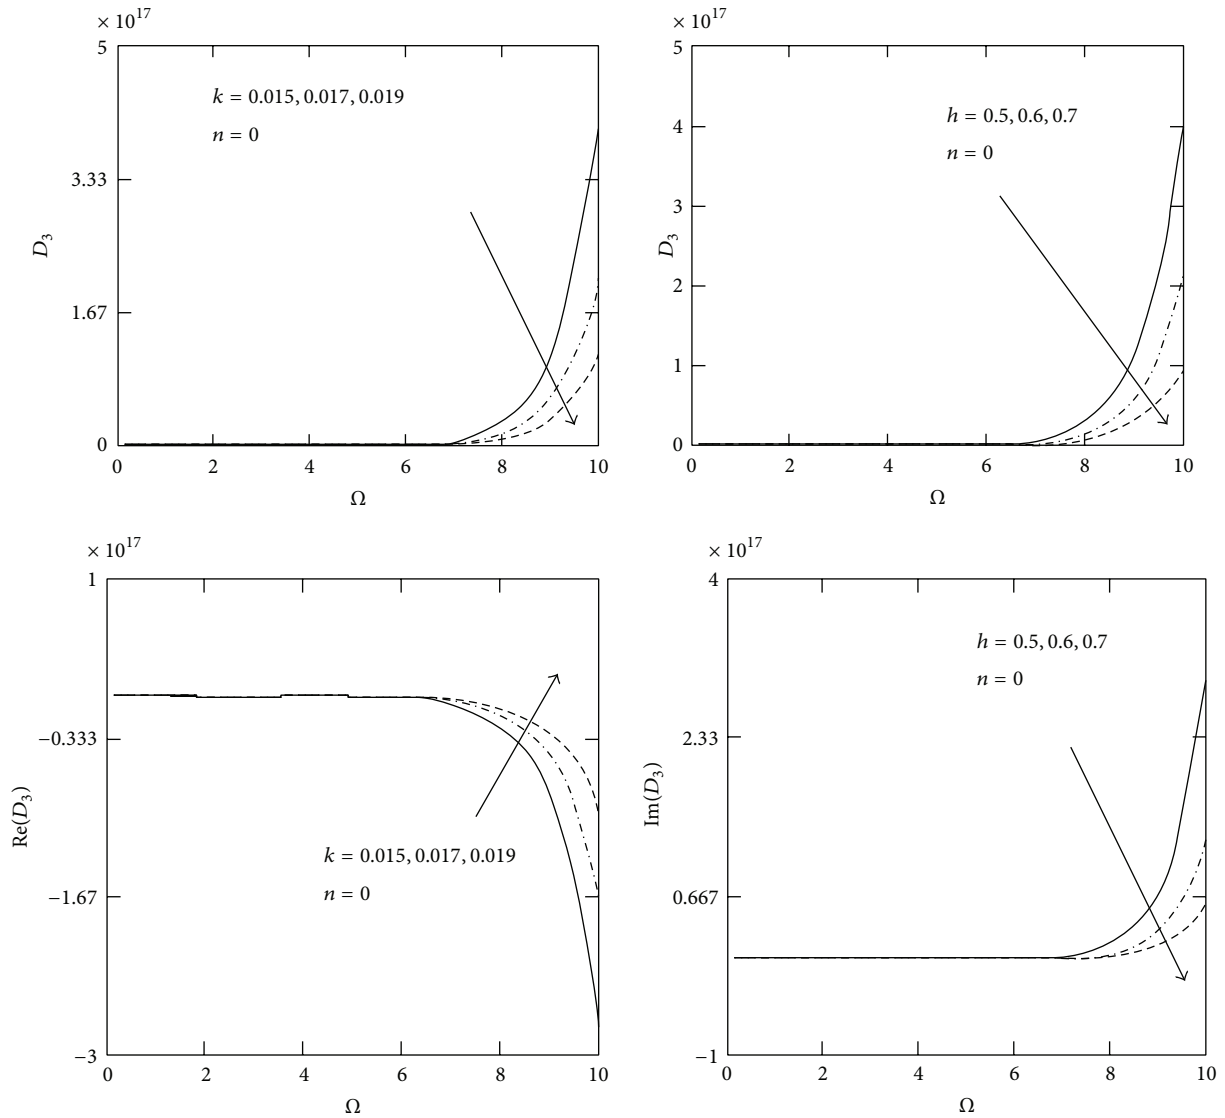 × 10^17
5
3.33
1.67
0
D₃
k = 0.015, 0.017, 0.019
n = 0
0 2 4 6 8 10
Ω
× 10^17
5
4
3
2
1
0
D₃
h = 0.5, 0.6, 0.7
n = 0
0 2 4 6 8 10
Ω
× 10^17
1
−0.333
−1.67
−3
Re(D₃)
k = 0.015, 0.017, 0.019
n = 0
0 2 4 6 8 10
Ω
× 10^17
4
2.33
0.667
−1
Im(D₃)
h = 0.5, 0.6, 0.7
n = 0
0 2 4 6 8 10
Ω